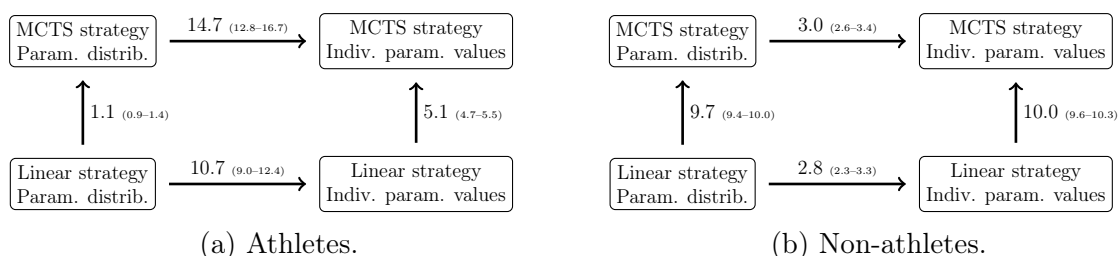 MCTS strategy
Param. distrib.
14.7 (12.8–16.7)
MCTS strategy
Indiv. param. values
1.1 (0.9–1.4)
5.1 (4.7–5.5)
Linear strategy
Param. distrib.
10.7 (9.0–12.4)
Linear strategy
Indiv. param. values
(a) Athletes.
MCTS strategy
Param. distrib.
3.0 (2.6–3.4)
MCTS strategy
Indiv. param. values
9.7 (9.4–10.0)
10.0 (9.6–10.3)
Linear strategy
Param. distrib.
2.8 (2.3–3.3)
Linear strategy
Indiv. param. values
(b) Non-athletes.